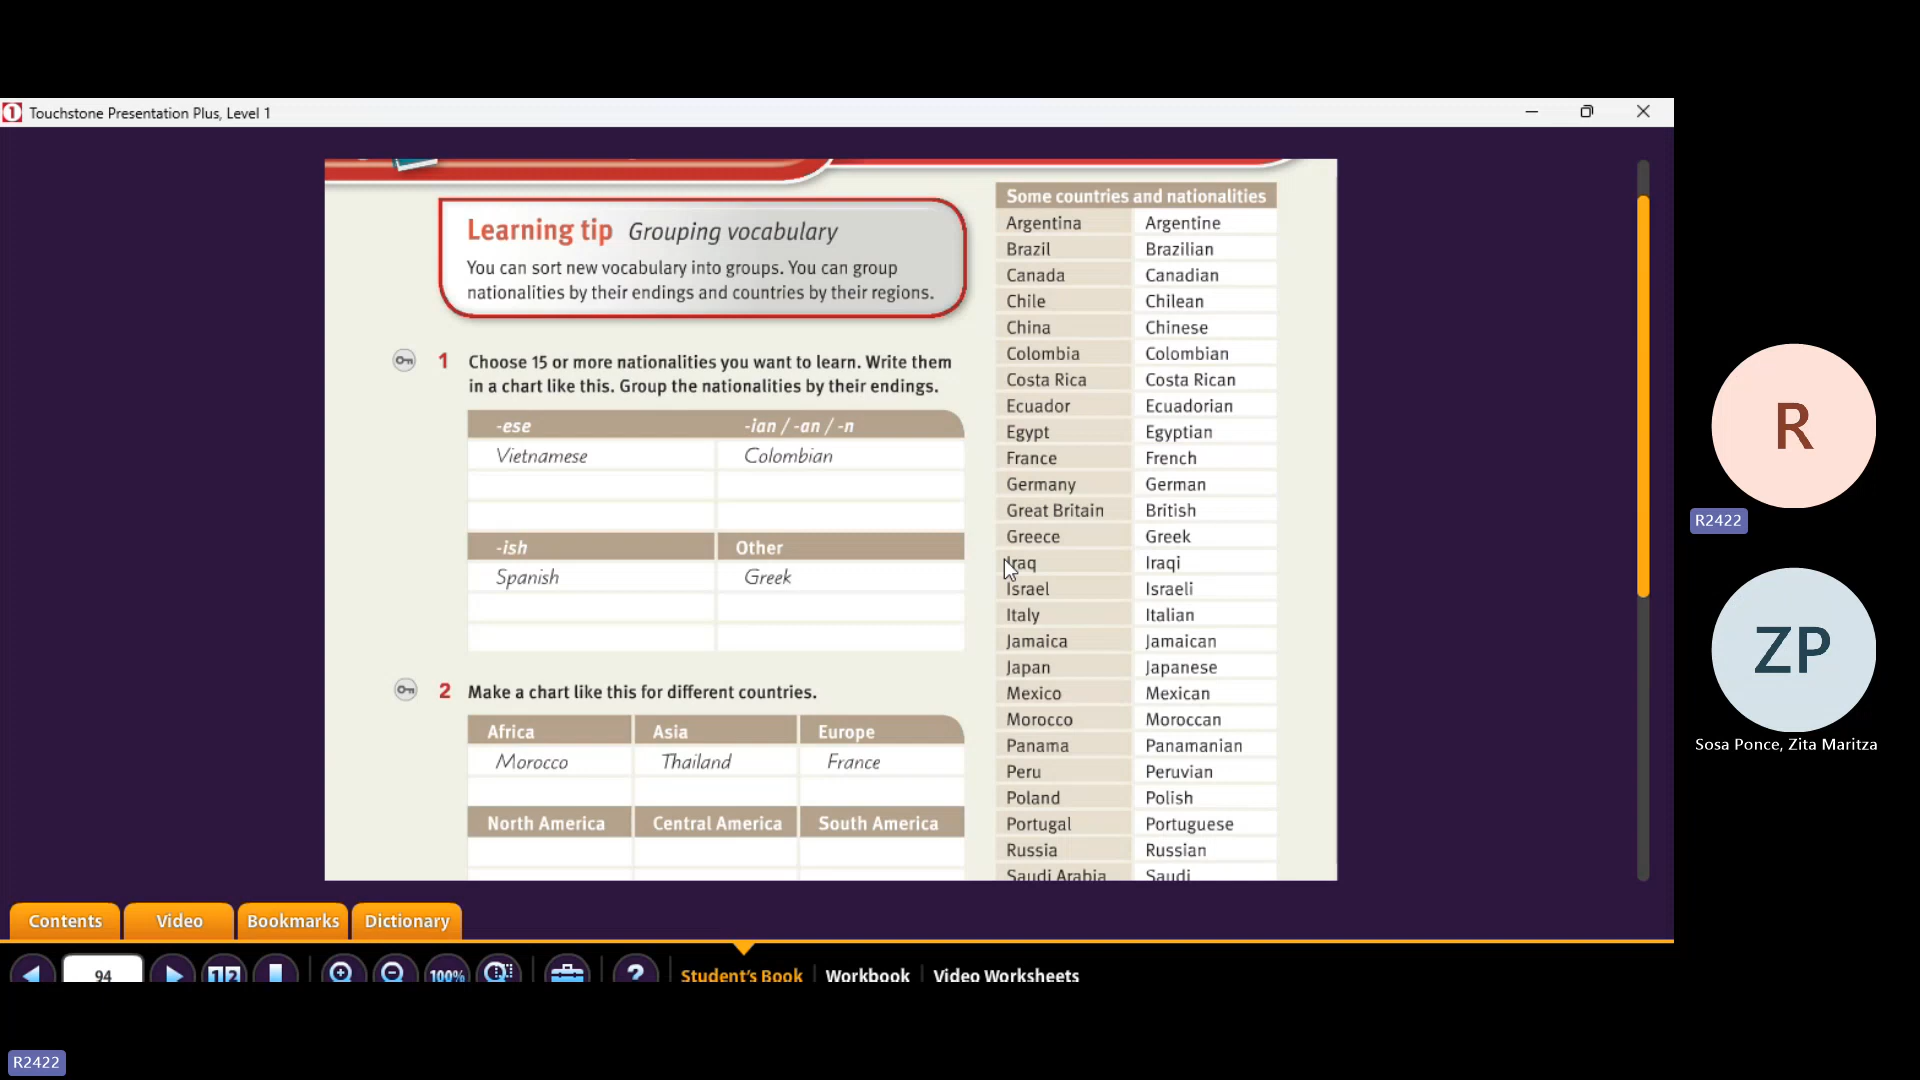 Touchstone Presentation Plus, Level 1
Learning tip Grouping vocabulary
You can sort new vocabulary into groups. You can group
nationalities by their endings and countries by their regions.
1 Choose 15 or more nationalities you want to learn. Write them
in a chart like this. Group the nationalities by their endings.
-ese -ian / -an / -n
Vietnamese Colombian
-ish Other
Spanish Greek
2 Make a chart like this for different countries.
Africa Asia Europe
Morocco Thailand France
North America Central America South America
Some countries and nationalities
Argentina Argentine
Brazil Brazilian
Canada Canadian
Chile Chilean
China Chinese
Colombia Colombian
Costa Rica Costa Rican
Ecuador Ecuadorian
Egypt Egyptian
France French
Germany German
Great Britain British
Greece Greek
Iraq Iraqi
Israel Israeli
Italy Italian
Jamaica Jamaican
Japan Japanese
Mexico Mexican
Morocco Moroccan
Panama Panamanian
Peru Peruvian
Poland Polish
Portugal Portuguese
Russia Russian
Saudi Arabia Saudi
R
R2422
ZP
Sosa Ponce, Zita Maritza
Contents Video Bookmarks Dictionary
94 12 100% ? Student's Book Workbook Video Worksheets
R2422